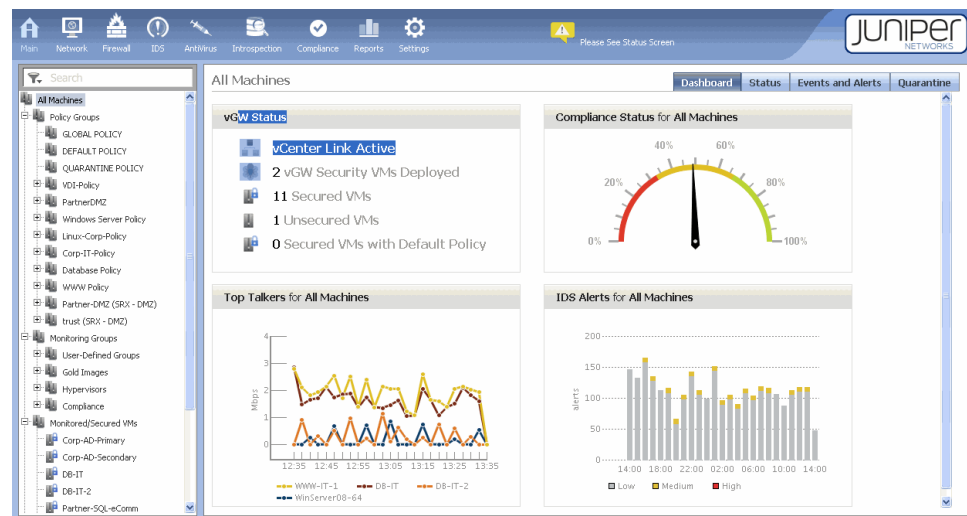 Main Network Firewall IDS AntiVirus Introspection Compliance Reports Settings
Please See Status Screen
JUNIPER
NETWORKS
Search
All Machines
Policy Groups
GLOBAL POLICY
DEFAULT POLICY
QUARANTINE POLICY
VDI-Policy
PartnerDMZ
Windows Server Policy
Linux-Corp-Policy
Corp-IT-Policy
Database Policy
WWW Policy
Partner-DMZ (SRX - DMZ)
trust (SRX - DMZ)
Monitoring Groups
User-Defined Groups
Gold Images
Hypervisors
Compliance
Monitored/Secured VMs
Corp-AD-Primary
Corp-AD-Secondary
DB-IT
DB-IT-2
Partner-SQL-eComm
All Machines
Dashboard Status Events and Alerts Quarantine
vGW Status
vCenter Link Active
2 vGW Security VMs Deployed
11 Secured VMs
1 Unsecured VMs
0 Secured VMs with Default Policy
Compliance Status for All Machines
40% 60%
20% 80%
0% 100%
Top Talkers for All Machines
4
3
2
1
0
Mbps
12:35 12:45 12:55 13:05 13:15 13:25 13:35
WWW-IT-1 DB-IT DB-IT-2
WinServer08-64
IDS Alerts for All Machines
200
150
100
50
0
alerts
14:00 18:00 22:00 02:00 06:00 10:00 14:00
Low Medium High